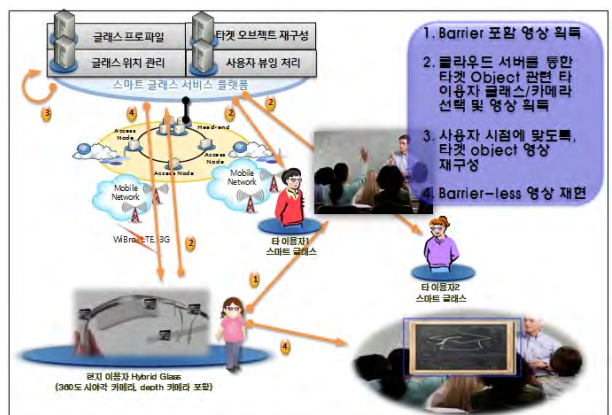 글래스 프로파일
타겟 오브젝트 재구성
글래스 위치 관리
사용자 뷰잉 처리
스마트 글래스 서비스 플랫폼
1. Barrier 포함 영상 획득
2. 클라우드 서버를 통한
타겟 Object 관련 타
이용자 글래스/카메라
선택 및 영상 획득
3. 사용자 시점에 맞도록,
타겟 object 영상
재구성
4. Barrier-less 영상 재현
3
4
2
2
Access
Node
Head-end
Access
Node
Access Node
Mobile
Network
Mobile
Network
2
1
4
타 이용자1
스마트 글래스
타 이용자2
스마트 글래스
현지 이용자 Hybrid Glass
(360도 시야각 카메라, depth 카메라 포함)